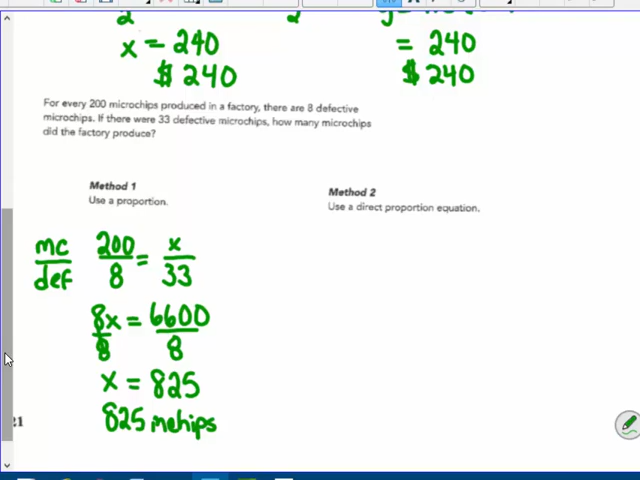 2
2
x = 240
= 240
$ 240
$ 240
For every 200 microchips produced in a factory, there are 8 defective
microchips. If there were 33 defective microchips, how many microchips
did the factory produce?
Method 1
Use a proportion.
Method 2
Use a direct proportion equation.
mc/def 200/8 = x/33
8x/8 = 6600/8
x = 825
825 mchips
21